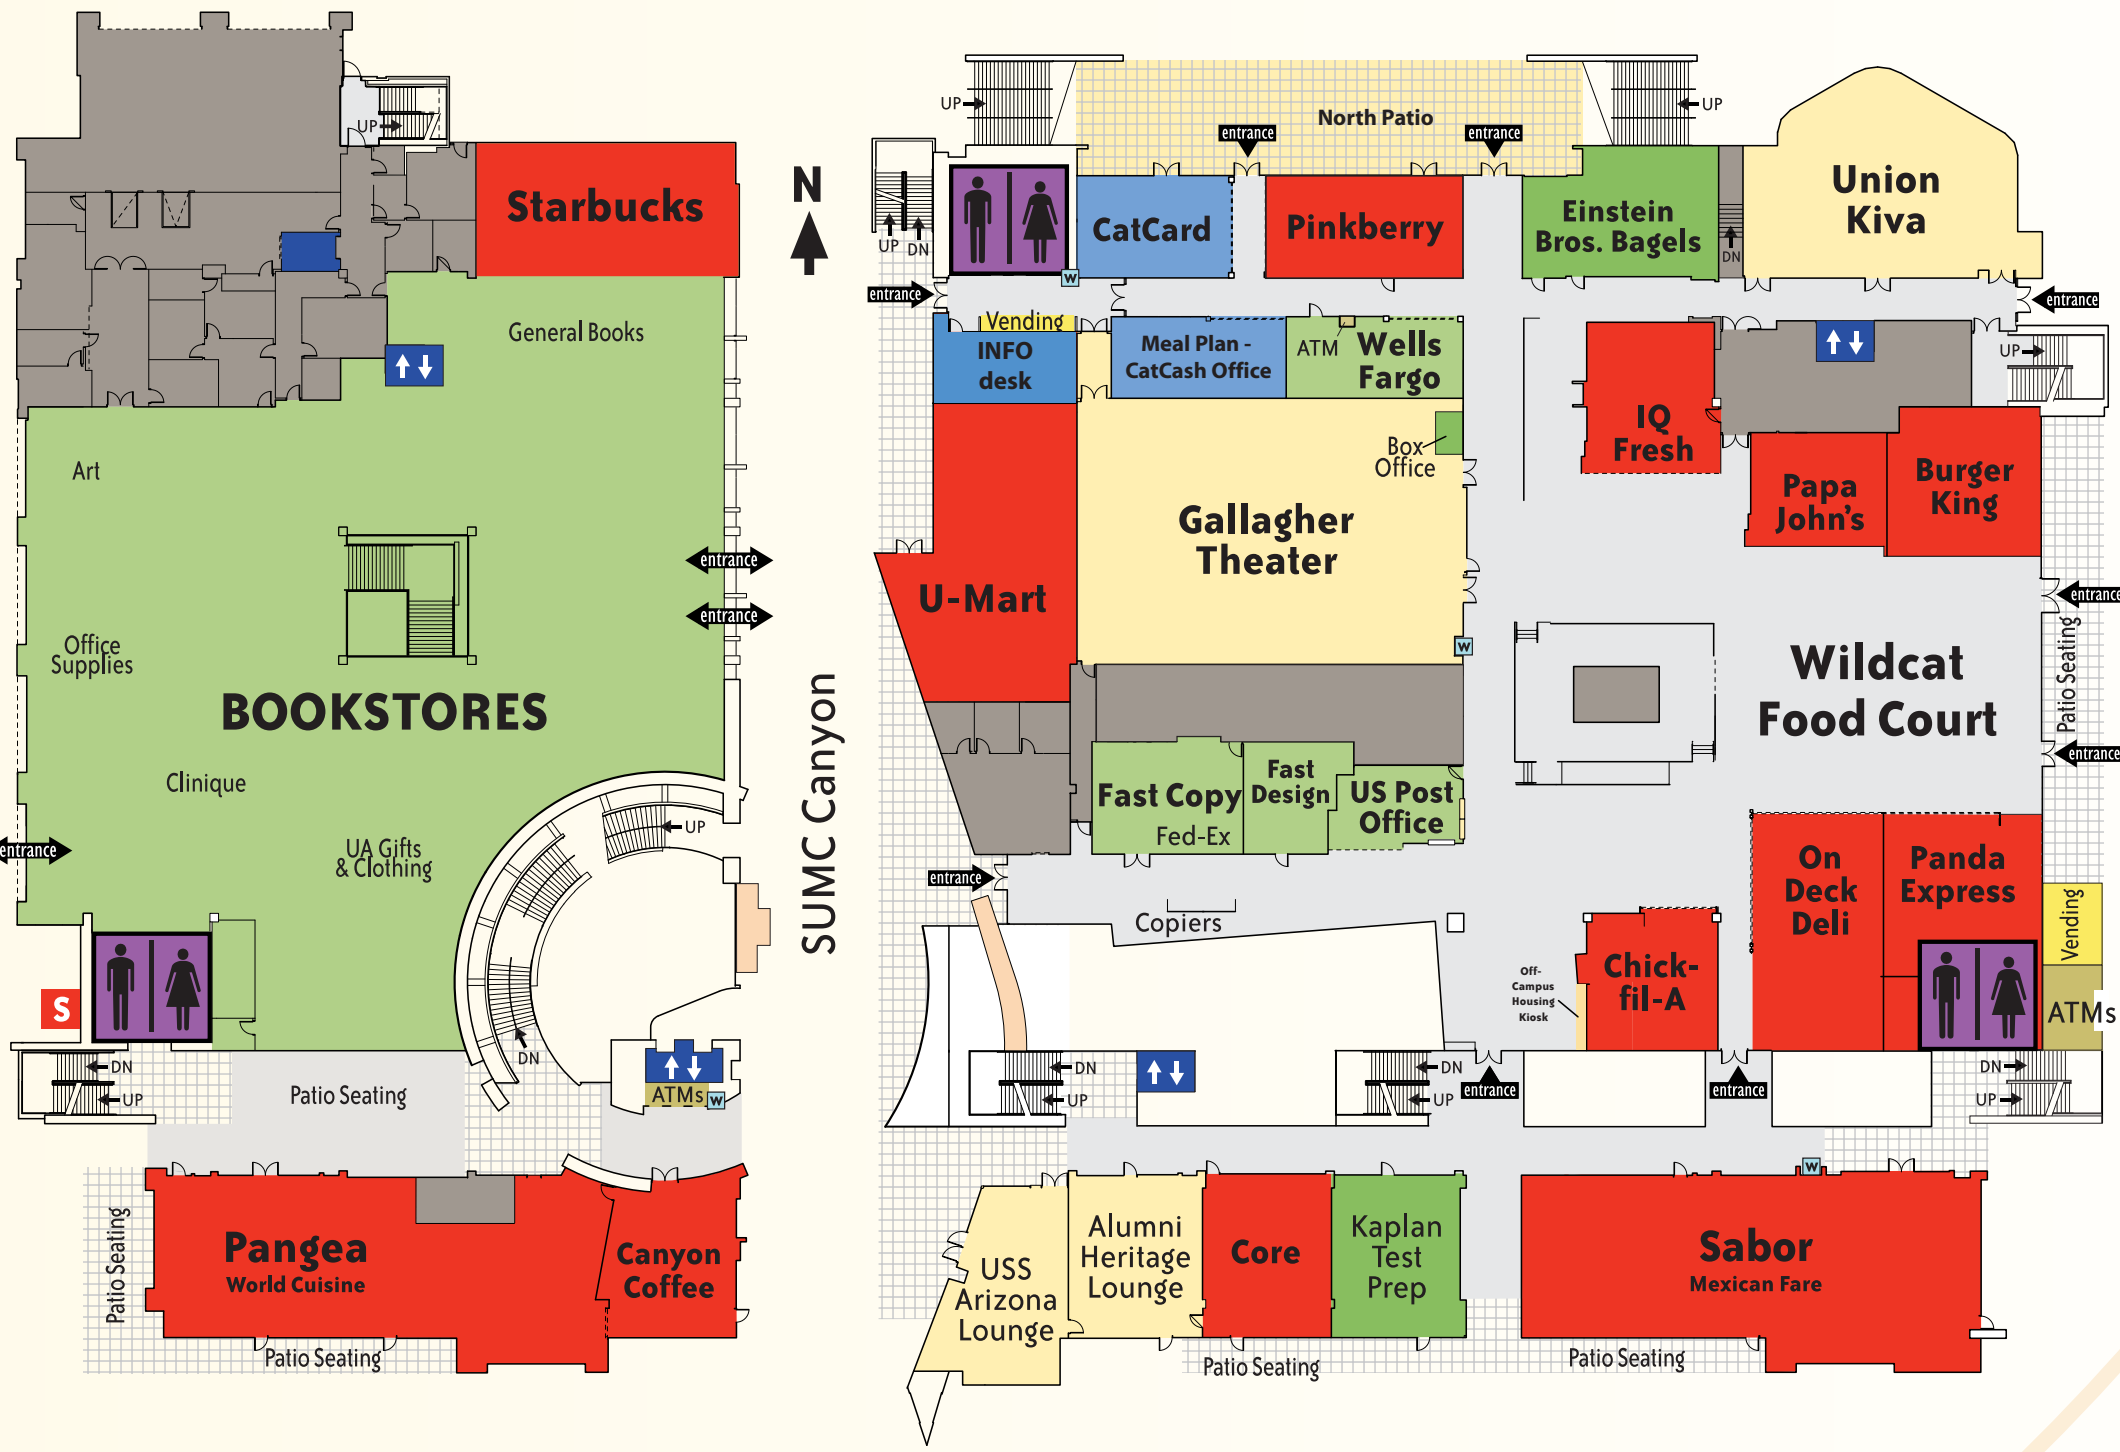 UP
Starbucks
General Books
Art
Office
Supplies
BOOKSTORES
Clinique
UA Gifts
& Clothing
entrance
entrance
entrance
UP
DN
S
DN
UP
Patio Seating
ATMs
W
Patio Seating
Pangea
World Cuisine
Canyon
Coffee
Patio Seating
N
SUMC Canyon
UP
North Patio
UP
entrance
entrance
UP
DN
CatCard
Pinkberry
Einstein
Bros. Bagels
DN
Union
Kiva
W
entrance
entrance
Vending
INFO
desk
Meal Plan -
CatCash Office
ATM
Wells
Fargo
IQ
Fresh
UP
Box
Office
Papa
John's
Burger
King
Gallagher
Theater
U-Mart
entrance
W
Wildcat
Food Court
Patio Seating
entrance
Fast Copy
Fed-Ex
Fast
Design
US Post
Office
On
Deck
Deli
Panda
Express
entrance
Copiers
Vending
Off-
Campus
Housing
Kiosk
Chick-
fil-A
ATMs
DN
UP
DN
UP
entrance
entrance
DN
UP
W
USS
Arizona
Lounge
Alumni
Heritage
Lounge
Core
Kaplan
Test
Prep
Sabor
Mexican Fare
Patio Seating
Patio Seating